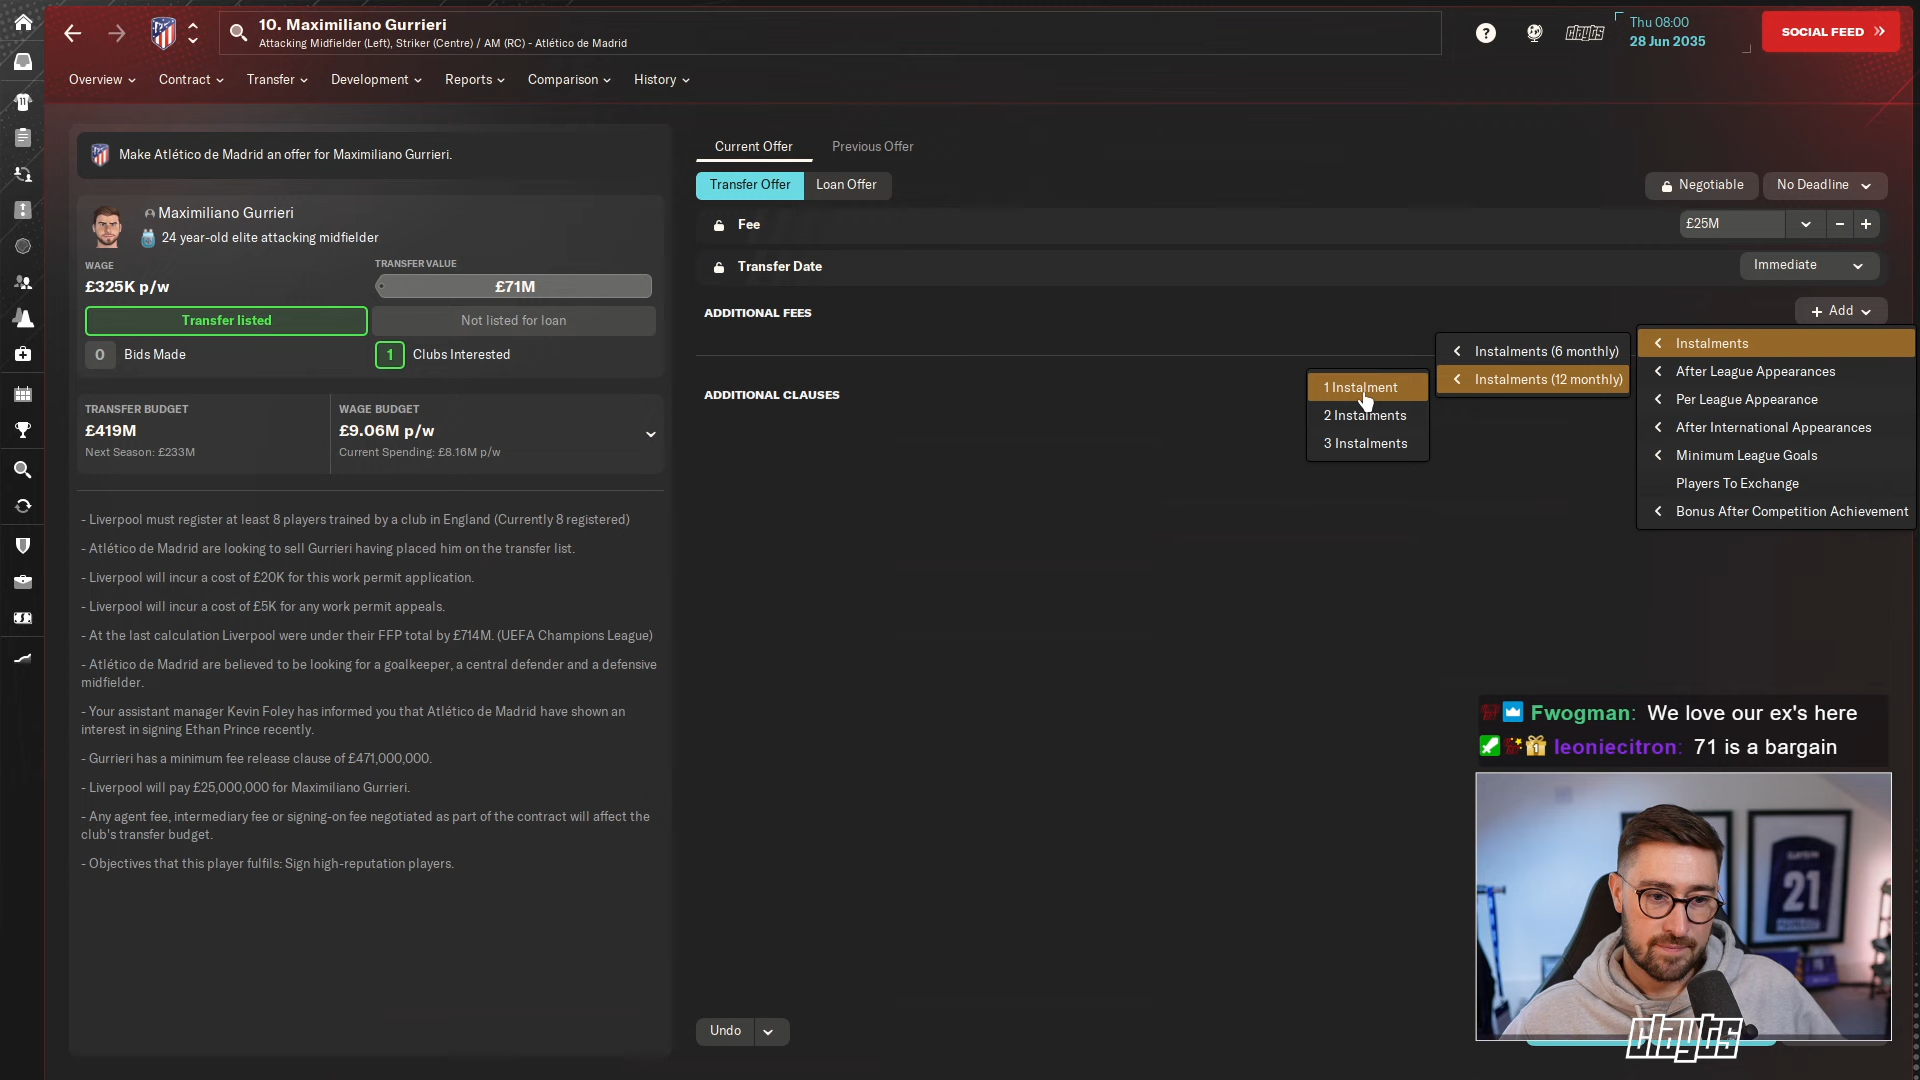 10. Maximiliano Gurrieri
Attacking Midfielder (Left), Striker (Centre) / AM (RC) - Atlético de Madrid
claytis
Thu 08:00
28 Jun 2035
SOCIAL FEED
Overview
Contract
Transfer
Development
Reports
Comparison
History
Make Atlético de Madrid an offer for Maximiliano Gurrieri.
Maximiliano Gurrieri
24 year-old elite attacking midfielder
WAGE
£325K p/w
TRANSFER VALUE
£71M
Transfer listed
Not listed for loan
0 Bids Made
1 Clubs Interested
TRANSFER BUDGET
£419M
Next Season: £233M
WAGE BUDGET
£9.06M p/w
Current Spending: £8.16M p/w
- Liverpool must register at least 8 players trained by a club in England (Currently 8 registered)
- Atlético de Madrid are looking to sell Gurrieri having placed him on the transfer list.
- Liverpool will incur a cost of £20K for this work permit application.
- Liverpool will incur a cost of £5K for any work permit appeals.
- At the last calculation Liverpool were under their FFP total by £714M. (UEFA Champions League)
- Atlético de Madrid are believed to be looking for a goalkeeper, a central defender and a defensive
midfielder.
- Your assistant manager Kevin Foley has informed you that Atlético de Madrid have shown an
interest in signing Ethan Prince recently.
- Gurrieri has a minimum fee release clause of £471,000,000.
- Liverpool will pay £25,000,000 for Maximiliano Gurrieri.
- Any agent fee, intermediary fee or signing-on fee negotiated as part of the contract will affect the
club's transfer budget.
- Objectives that this player fulfils: Sign high-reputation players.
Current Offer
Previous Offer
Transfer Offer
Loan Offer
Negotiable
No Deadline
Fee
£25M
Transfer Date
Immediate
ADDITIONAL FEES
+ Add
Instalments
After League Appearances
Per League Appearance
After International Appearances
Minimum League Goals
Players To Exchange
Bonus After Competition Achievement
Instalments (6 monthly)
Instalments (12 monthly)
1 Instalment
2 Instalments
3 Instalments
ADDITIONAL CLAUSES
Undo
Fwogman: We love our ex's here
leoniecitron: 71 is a bargain
21
claytis